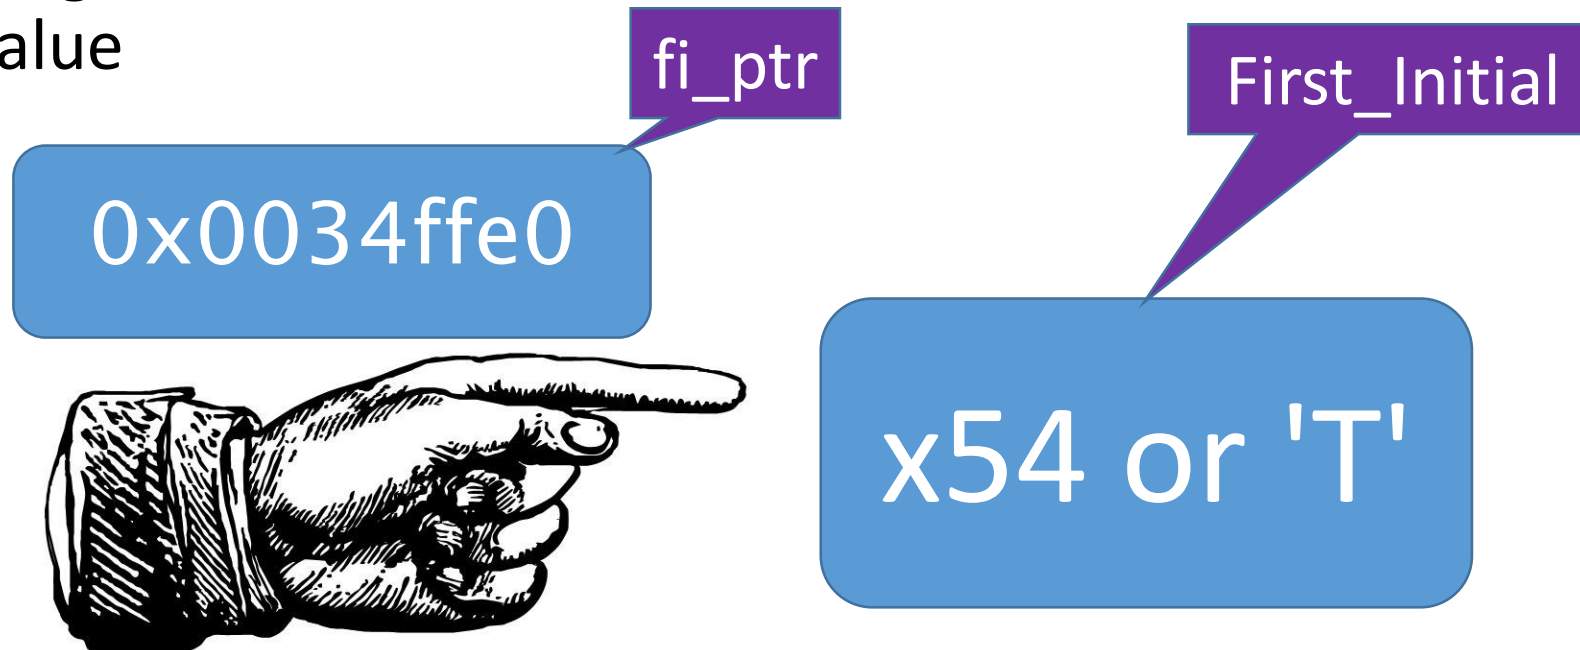 alue
fi_ptr
First_Initial
0x0034ffe0
x54 or 'T'